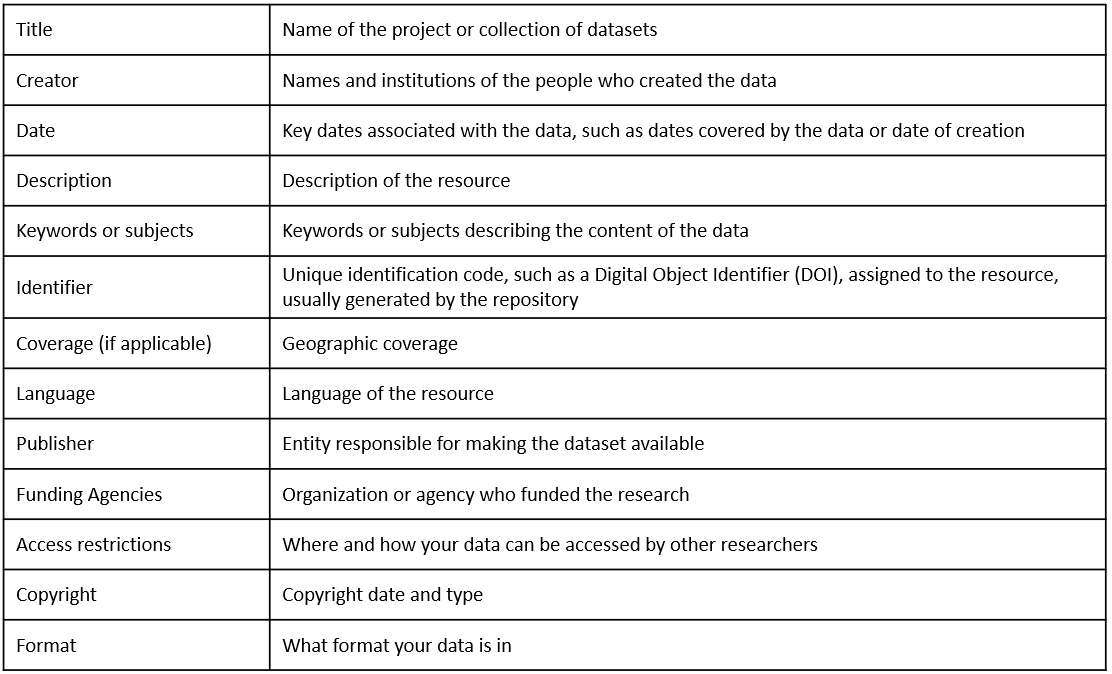 Title
Name of the project or collection of datasets
Creator
Names and institutions of the people who created the data
Date
Key dates associated with the data, such as dates covered by the data or date of creation
Description
Description of the resource
Keywords or subjects
Keywords or subjects describing the content of the data
Identifier
Unique identification code, such as a Digital Object Identifier (DOI), assigned to the resource,
usually generated by the repository
Coverage (if applicable)
Geographic coverage
Language
Language of the resource
Publisher
Entity responsible for making the dataset available
Funding Agencies
Organization or agency who funded the research
Access restrictions
Where and how your data can be accessed by other researchers
Copyright
Copyright date and type
Format
What format your data is in